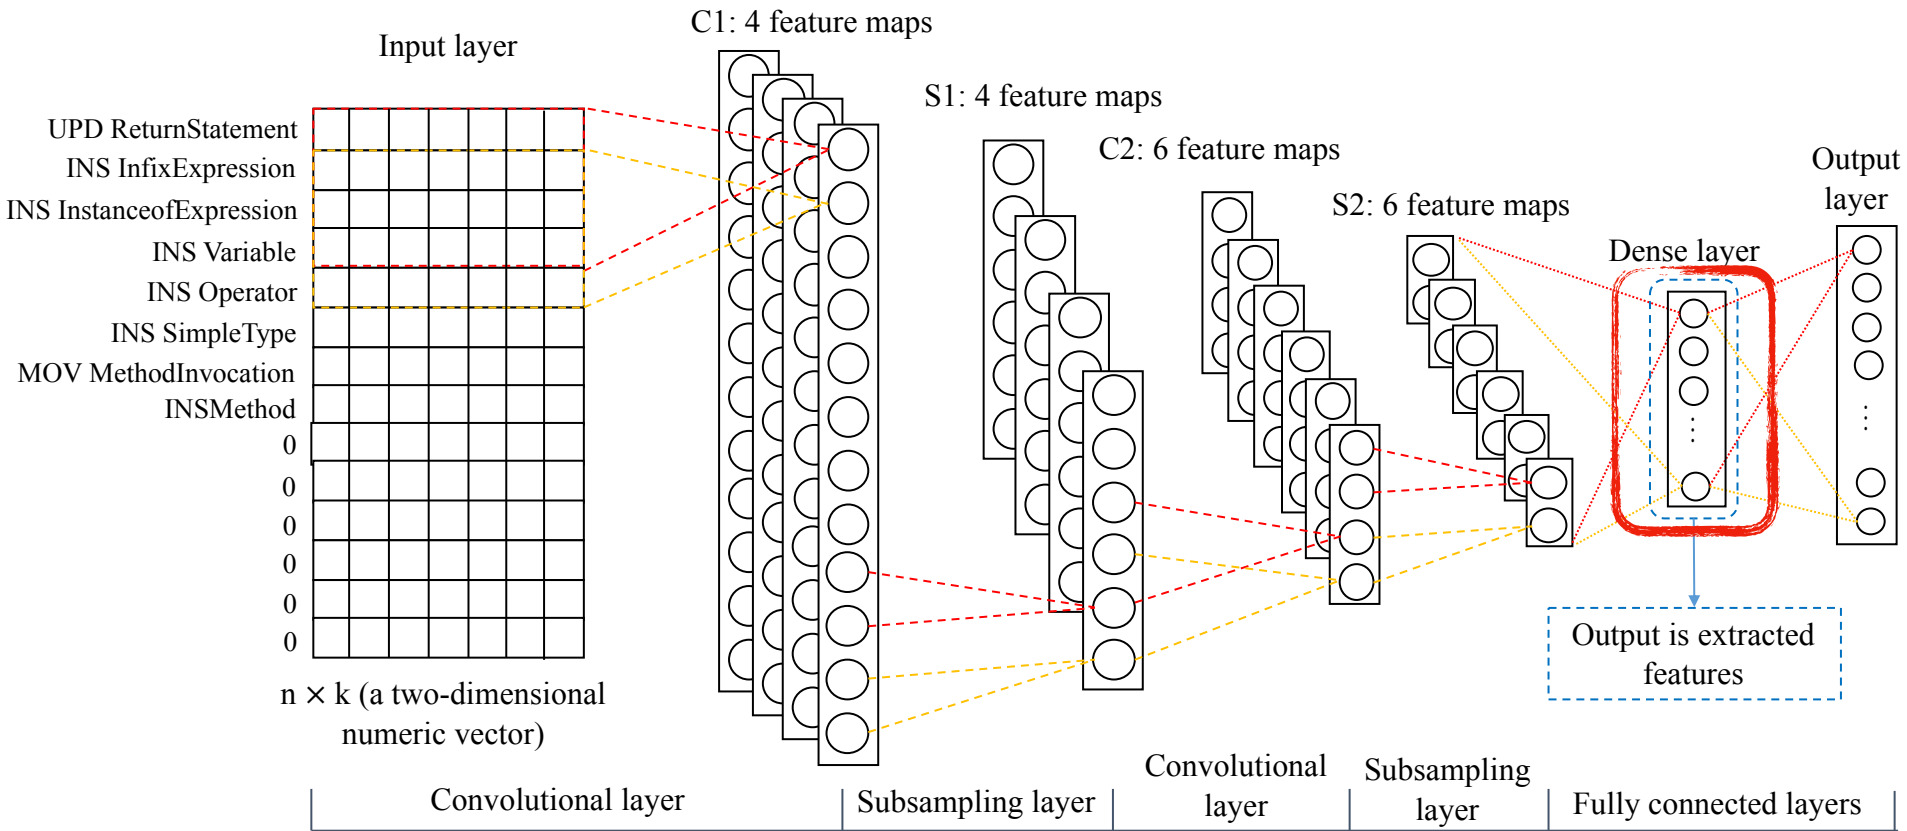 Input layer
C1: 4 feature maps
S1: 4 feature maps
C2: 6 feature maps
S2: 6 feature maps
Dense layer
Output
layer
UPD ReturnStatement
INS InfixExpression
INS InstanceofExpression
INS Variable
INS Operator
INS SimpleType
MOV MethodInvocation
INSMethod
0
0
0
0
0
0
n × k (a two-dimensional
numeric vector)
⋮
⋮
Output is extracted
features
Convolutional layer
Subsampling layer
Convolutional
layer
Subsampling
layer
Fully connected layers